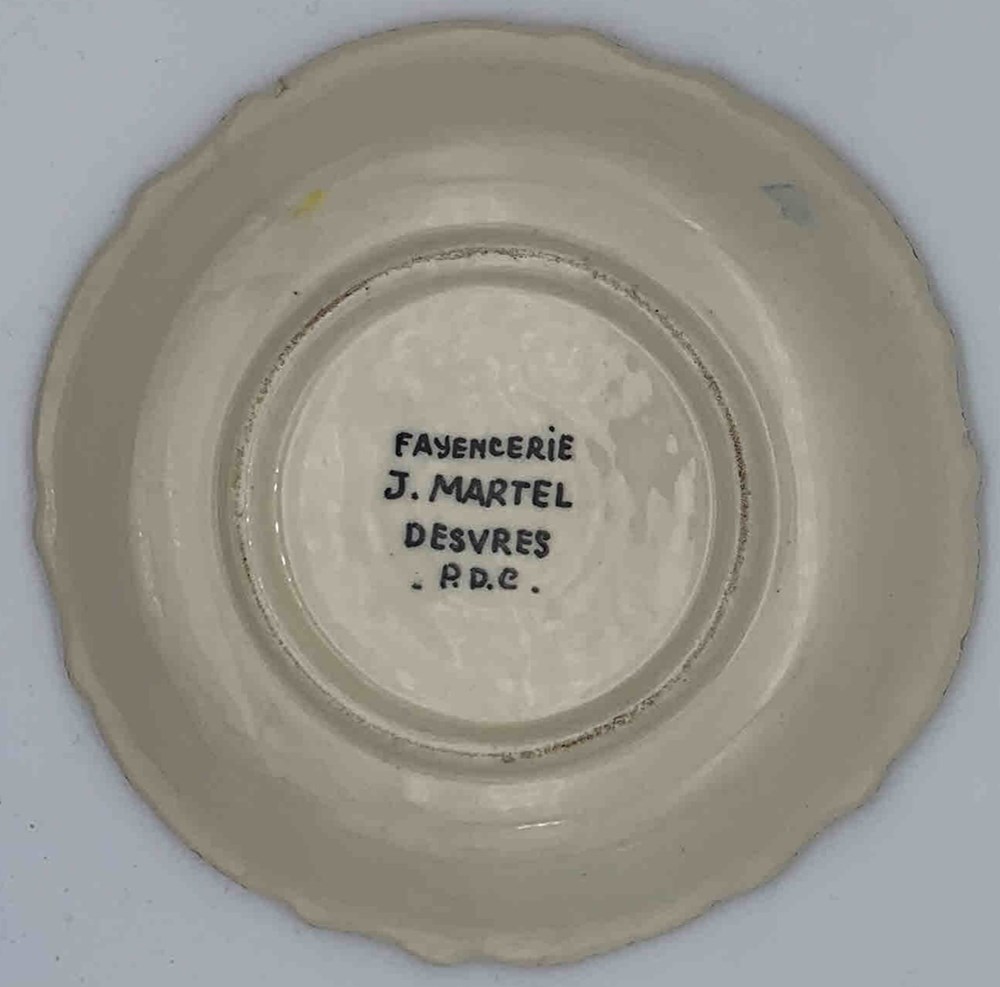 FAYENCERIE
J. MARTEL
DESVRES
. P.D.C .